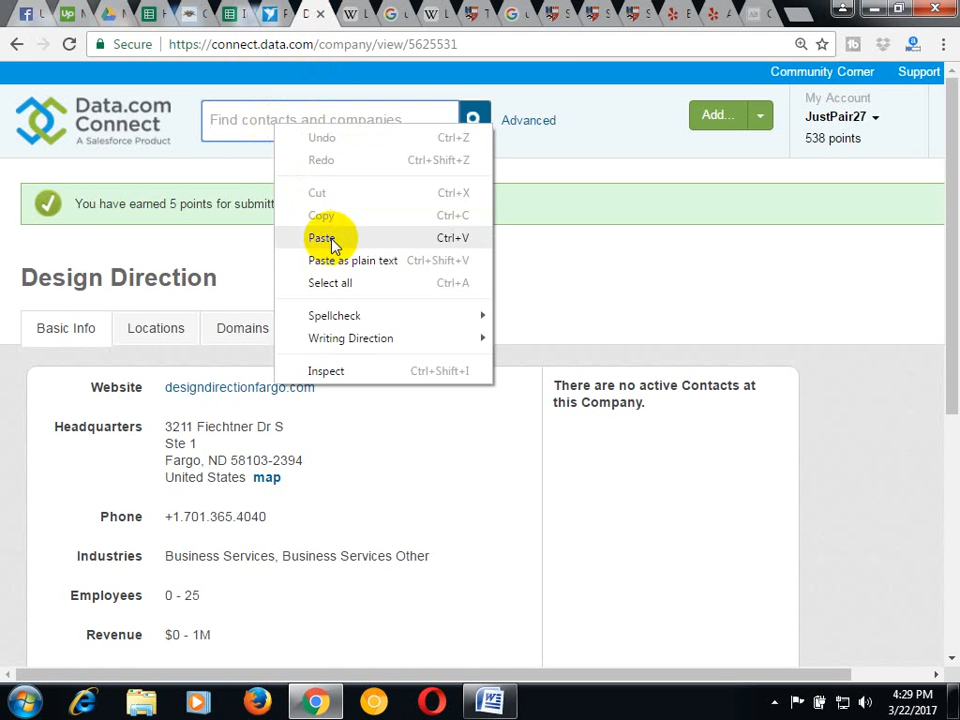 Secure
https://connect.data.com/company/view/5625531
Community Corner
Support
Data.com
Connect
A Salesforce Product
Find contacts and companies
Advanced
Add...
My Account
JustPair27
538 points
Undo Ctrl+Z
Redo Ctrl+Shift+Z
Cut Ctrl+X
Copy Ctrl+C
Paste Ctrl+V
Paste as plain text Ctrl+Shift+V
Select all Ctrl+A
Spellcheck
Writing Direction
Inspect Ctrl+Shift+I
You have earned 5 points for submitt
Design Direction
Basic Info
Locations
Domains
Website designdirectionfargo.com
Headquarters 3211 Fiechtner Dr S
Ste 1
Fargo, ND 58103-2394
United States map
Phone +1.701.365.4040
Industries Business Services, Business Services Other
Employees 0 - 25
Revenue $0 - 1M
There are no active Contacts at
this Company.
4:29 PM
3/22/2017